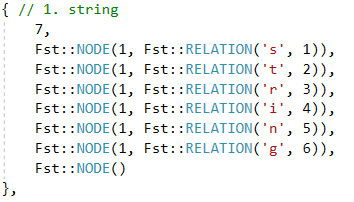 { // 1. string
7,
Fst::NODE(1, Fst::RELATION('s', 1)),
Fst::NODE(1, Fst::RELATION('t', 2)),
Fst::NODE(1, Fst::RELATION('r', 3)),
Fst::NODE(1, Fst::RELATION('i', 4)),
Fst::NODE(1, Fst::RELATION('n', 5)),
Fst::NODE(1, Fst::RELATION('g', 6)),
Fst::NODE()
},